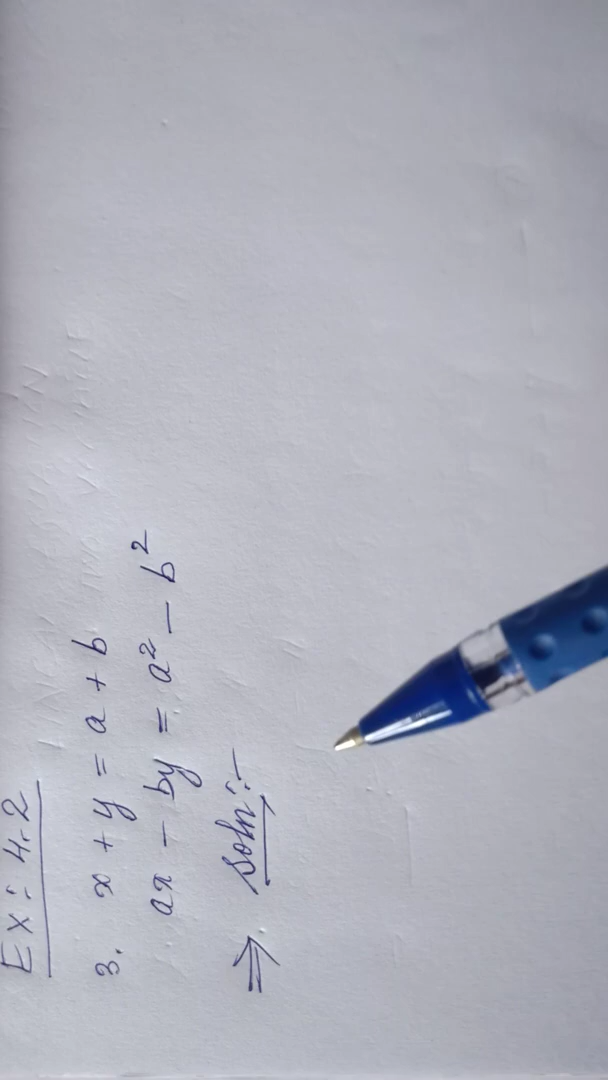 Ex: 4.2
3. x + y = a + b
ax - by = a² - b²
⇒ soln:-